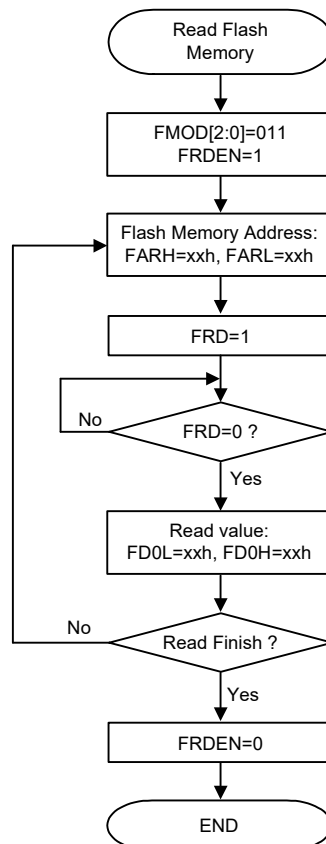 Read Flash
Memory
FMOD[2:0]=011
FRDEN=1
Flash Memory Address:
FARH=xxh, FARL=xxh
FRD=1
No
FRD=0 ?
Yes
Read value:
FD0L=xxh, FD0H=xxh
No
Read Finish ?
Yes
FRDEN=0
END